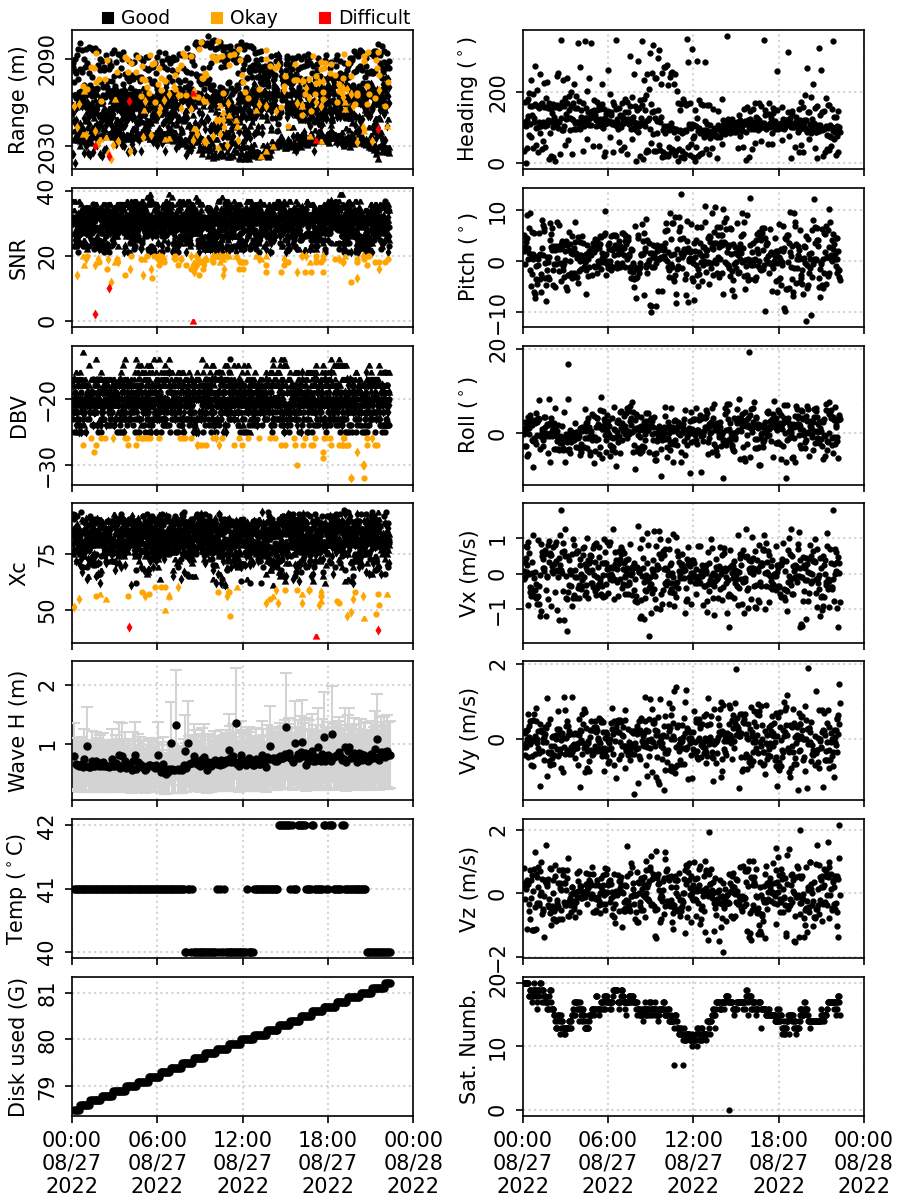 Good Okay Difficult
Range (m)
2090
2030
Heading (°)
200
0
SNR
40
20
0
Pitch (°)
10
0
−10
DBV
−20
−30
Roll (°)
20
0
Xc
75
50
Vx (m/s)
1
0
−1
Wave H (m)
2
1
Vy (m/s)
2
0
Temp (°C)
42
41
40
Vz (m/s)
2
0
−2
Disk used (G)
81
80
79
Sat. Numb.
20
10
0
00:00 06:00 12:00 18:00 00:00
08/27 08/27 08/27 08/27 08/28
2022 2022 2022 2022 2022
00:00 06:00 12:00 18:00 00:00
08/27 08/27 08/27 08/27 08/28
2022 2022 2022 2022 2022